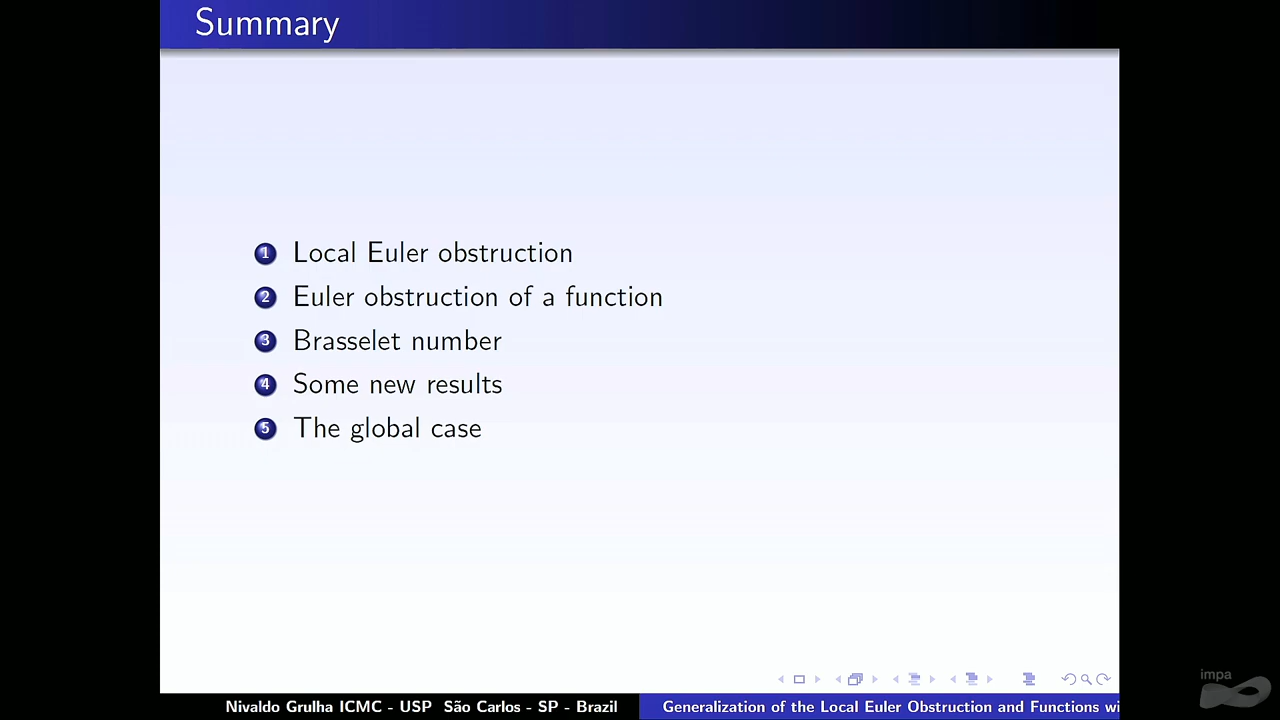 Summary
1 Local Euler obstruction
2 Euler obstruction of a function
3 Brasselet number
4 Some new results
5 The global case
impa
Nivaldo Grulha ICMC - USP São Carlos - SP - Brazil
Generalization of the Local Euler Obstruction and Functions wi